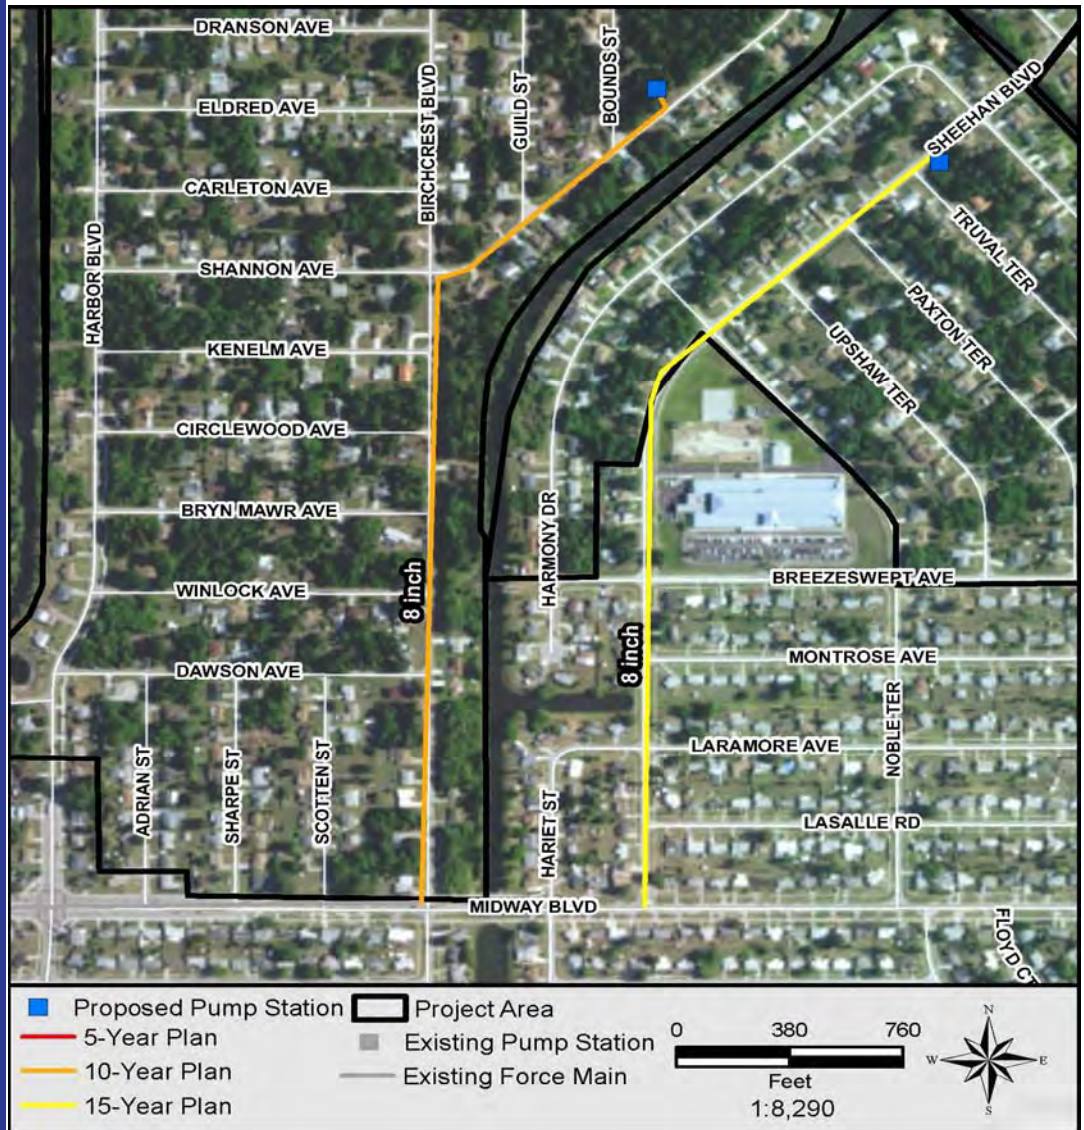 DRANSON AVE
ELDRED AVE
CARLETON AVE
SHANNON AVE
KENELM AVE
CIRCLEWOOD AVE
BRYN MAWR AVE
WINLOCK AVE
DAWSON AVE
HARBOR BLVD
BIRCHCREST BLVD
GUILD ST
BOUNDS ST
SHEEHAN BLVD
TRUVAL TER
PAXTON TER
UPSHAW TER
HARMONY DR
8 inch
8 inch
BREEZESWEPT AVE
MONTROSE AVE
NOBLE TER
LARAMORE AVE
LASALLE RD
ADRIAN ST
SHARPE ST
SCOTTEN ST
HARIET ST
MIDWAY BLVD
FLOYD CT
Proposed Pump Station
5-Year Plan
10-Year Plan
15-Year Plan
Project Area
Existing Pump Station
Existing Force Main
0 380 760
Feet
1:8,290
N
W E
S